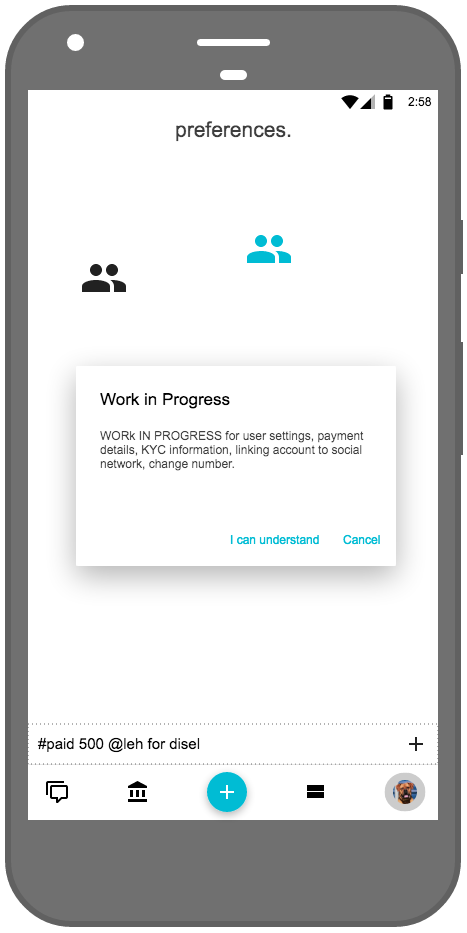 2:58
preferences.
Work in Progress
WORk IN PROGRESS for user settings, payment
details, KYC information, linking account to social
network, change number.
I can understand Cancel
#paid 500 @leh for disel